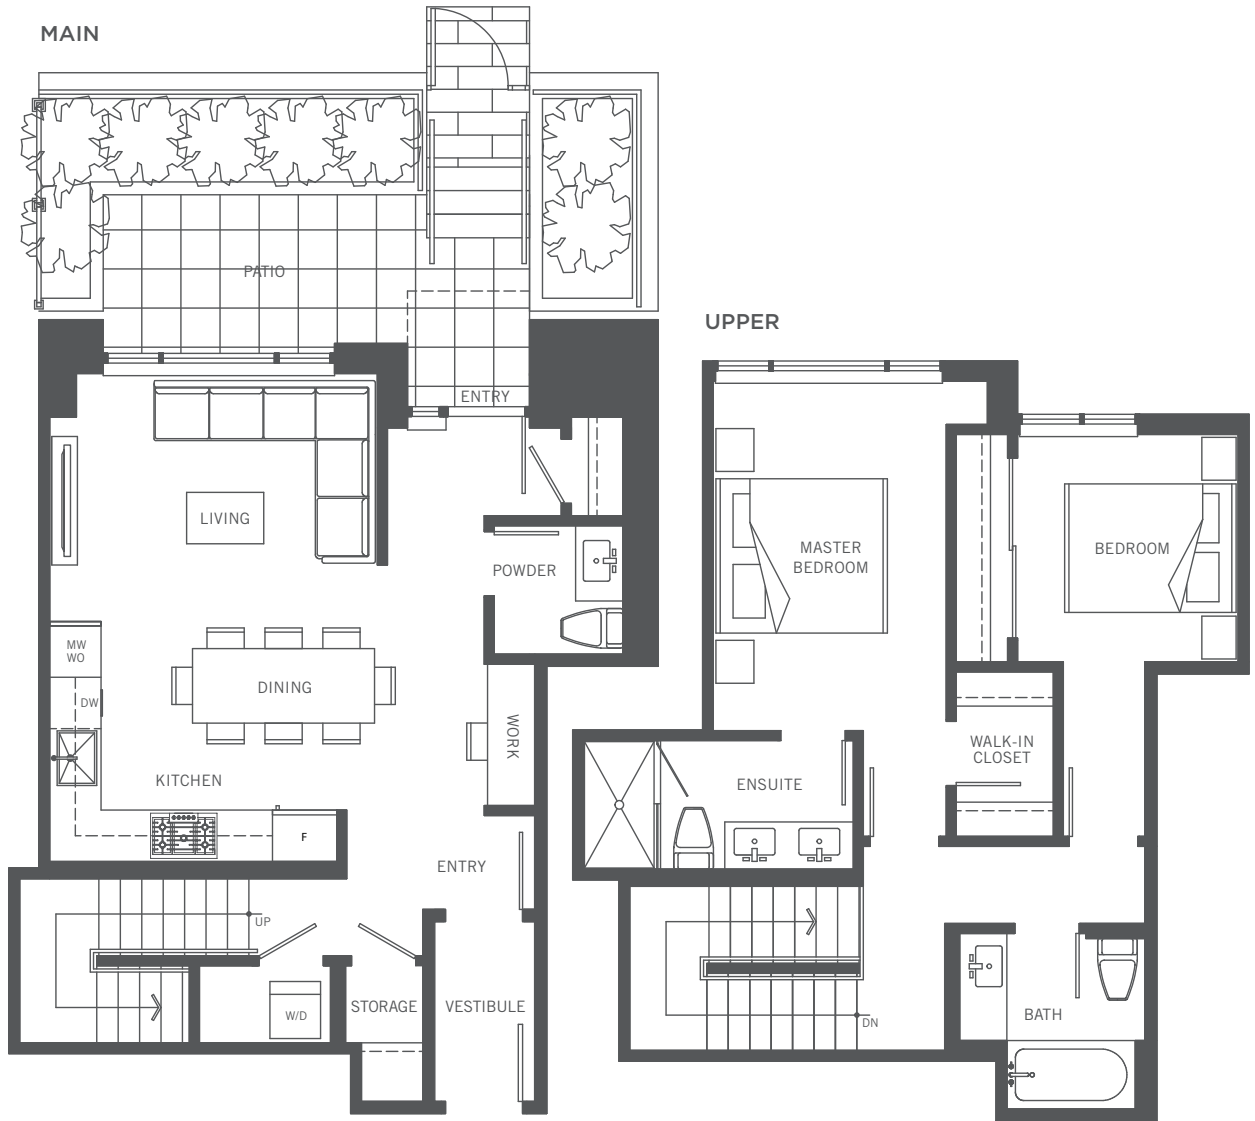 MAIN
PATIO
ENTRY
LIVING
POWDER
MW
WO
DW
DINING
WORK
KITCHEN
F
ENTRY
UP
W/D
STORAGE
VESTIBULE
UPPER
MASTER
BEDROOM
BEDROOM
WALK-IN
CLOSET
ENSUITE
DN
BATH